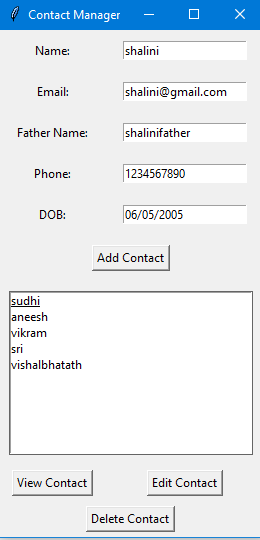 Contact Manager
Name: shalini
Email: shalini@gmail.com
Father Name: shalinifather
Phone: 1234567890
DOB: 06/05/2005
Add Contact
sudhi
aneesh
vikram
sri
vishalbhatath
View Contact Edit Contact
Delete Contact